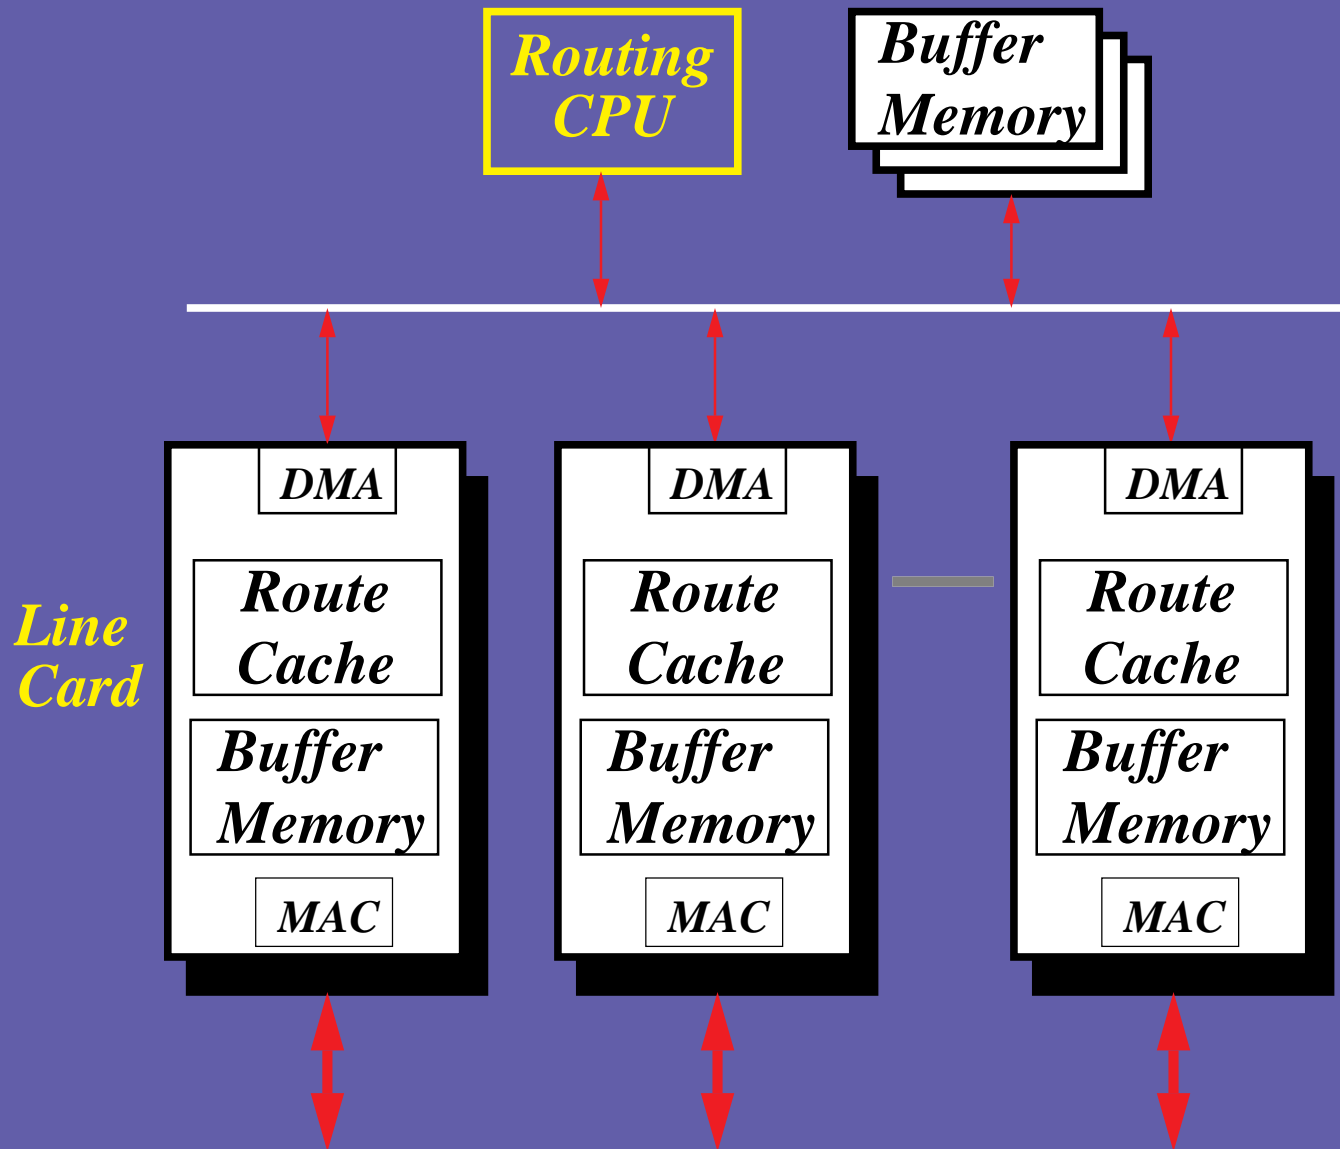 Routing
CPU
Buffer
Memory
Line
Card
DMA
Route
Cache
Buffer
Memory
MAC
DMA
Route
Cache
Buffer
Memory
MAC
DMA
Route
Cache
Buffer
Memory
MAC